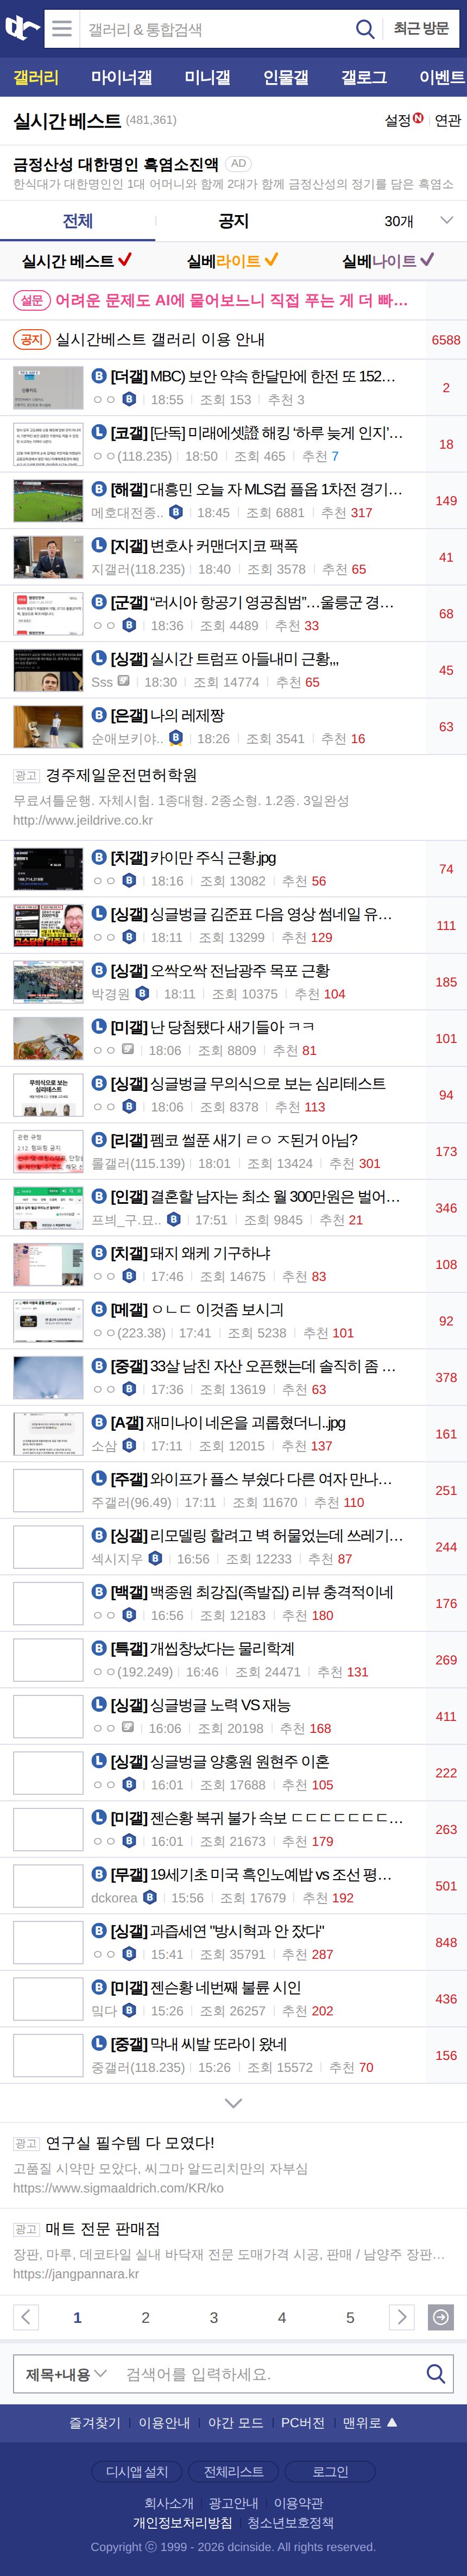 갤러리 & 통합검색
최근 방문
갤러리 마이너갤 미니갤 인물갤 갤로그 이벤트
실시간 베스트 (481,361)
설정 N 연관
금정산성 대한명인 흑염소진액 AD
한식대가 대한명인인 1대 어머니와 함께 2대가 함께 금정산성의 정기를 담은 흑염소
전체 공지 30개
실시간 베스트 실베라이트 실베나이트
설문 어려운 문제도 AI에 물어보느니 직접 푸는 게 더 빠…
공지 실시간베스트 갤러리 이용 안내
6588
B [더갤] MBC) 보안 약속 한달만에 한전 또 152…
ㅇㅇ B 18:55 조회 153 추천 3
2
L [코갤] [단독] 미래에셋證 해킹 ‘하루 늦게 인지’…
ㅇㅇ(118.235) 18:50 조회 465 추천 7
18
B [해갤] 대흥민 오늘 자 MLS컵 플옵 1차전 경기…
메호대전종.. B 18:45 조회 6881 추천 317
149
L [지갤] 변호사 커맨더지코 팩폭
지갤러(118.235) 18:40 조회 3578 추천 65
41
B [군갤] “러시아 항공기 영공침범”…울릉군 경…
ㅇㅇ B 18:36 조회 4489 추천 33
68
L [싱갤] 실시간 트럼프 아들내미 근황,,,
Sss 18:30 조회 14774 추천 65
45
B [은갤] 나의 레제짱
순애보키야.. B 18:26 조회 3541 추천 16
63
광고 경주제일운전면허학원
무료셔틀운행. 자체시험. 1종대형. 2종소형. 1.2종. 3일완성
http://www.jeildrive.co.kr
B [치갤] 카이만 주식 근황.jpg
ㅇㅇ B 18:16 조회 13082 추천 56
74
L [싱갤] 싱글벙글 김준표 다음 영상 썸네일 유…
ㅇㅇ B 18:11 조회 13299 추천 129
111
B [싱갤] 오싹오싹 전남광주 목포 근황
박경원 B 18:11 조회 10375 추천 104
185
L [미갤] 난 당첨됐다 새기들아 ㅋㅋ
ㅇㅇ 18:06 조회 8809 추천 81
101
B [싱갤] 싱글벙글 무의식으로 보는 심리테스트
ㅇㅇ B 18:06 조회 8378 추천 113
94
무의식으로 보는
심리테스트
B [리갤] 펨코 썰푼 새기 ㄹㅇ ㅈ된거 아님?
롤갤러(115.139) 18:01 조회 13424 추천 301
173
B [인갤] 결혼할 남자는 최소 월 300만원은 벌어…
프븨_구.묘.. B 17:51 조회 9845 추천 21
346
B [치갤] 돼지 왜케 기구하냐
ㅇㅇ B 17:46 조회 14675 추천 83
108
B [메갤] ㅇㄴㄷ 이것좀 보시긔
ㅇㅇ(223.38) 17:41 조회 5238 추천 101
92
B [중갤] 33살 남친 자산 오픈했는데 솔직히 좀 …
ㅇㅇ B 17:36 조회 13619 추천 63
378
B [A갤] 재미나이 네온을 괴롭혔더니..jpg
소삼 B 17:11 조회 12015 추천 137
161
L [주갤] 와이프가 플스 부쉈다 다른 여자 만나…
주갤러(96.49) 17:11 조회 11670 추천 110
251
B [싱갤] 리모델링 할려고 벽 허물었는데 쓰레기…
섹시지우 B 16:56 조회 12233 추천 87
244
B [백갤] 백종원 최강집(족발집) 리뷰 충격적이네
ㅇㅇ B 16:56 조회 12183 추천 180
176
B [특갤] 개씹창났다는 물리학계
ㅇㅇ(192.249) 16:46 조회 24471 추천 131
269
L [싱갤] 싱글벙글 노력 VS 재능
ㅇㅇ 16:06 조회 20198 추천 168
411
L [싱갤] 싱글벙글 양홍원 원현주 이혼
ㅇㅇ B 16:01 조회 17688 추천 105
222
L [미갤] 젠슨황 복귀 불가 속보 ㄷㄷㄷㄷㄷㄷㄷ…
ㅇㅇ B 16:01 조회 21673 추천 179
263
B [무갤] 19세기초 미국 흑인노예밥 vs 조선 평…
dckorea B 15:56 조회 17679 추천 192
501
B [싱갤] 과즙세연 "방시혁과 안 잤다"
ㅇㅇ B 15:41 조회 35791 추천 287
848
B [미갤] 젠슨황 네번째 불륜 시인
밐다 B 15:26 조회 26257 추천 202
436
L [중갤] 막내 씨발 또라이 왔네
중갤러(118.235) 15:26 조회 15572 추천 70
156
광고 연구실 필수템 다 모였다!
고품질 시약만 모았다, 씨그마 알드리치만의 자부심
https://www.sigmaaldrich.com/KR/ko
광고 매트 전문 판매점
장판, 마루, 데코타일 실내 바닥재 전문 도매가격 시공, 판매 / 남양주 장판…
https://jangpannara.kr
1 2 3 4 5
제목+내용 검색어를 입력하세요.
즐겨찾기 이용안내 야간 모드 PC버전 맨위로 ▲
디시앱 설치 전체리스트 로그인
회사소개 광고안내 이용약관
개인정보처리방침 청소년보호정책
Copyright ⓒ 1999 - 2026 dcinside. All rights reserved.